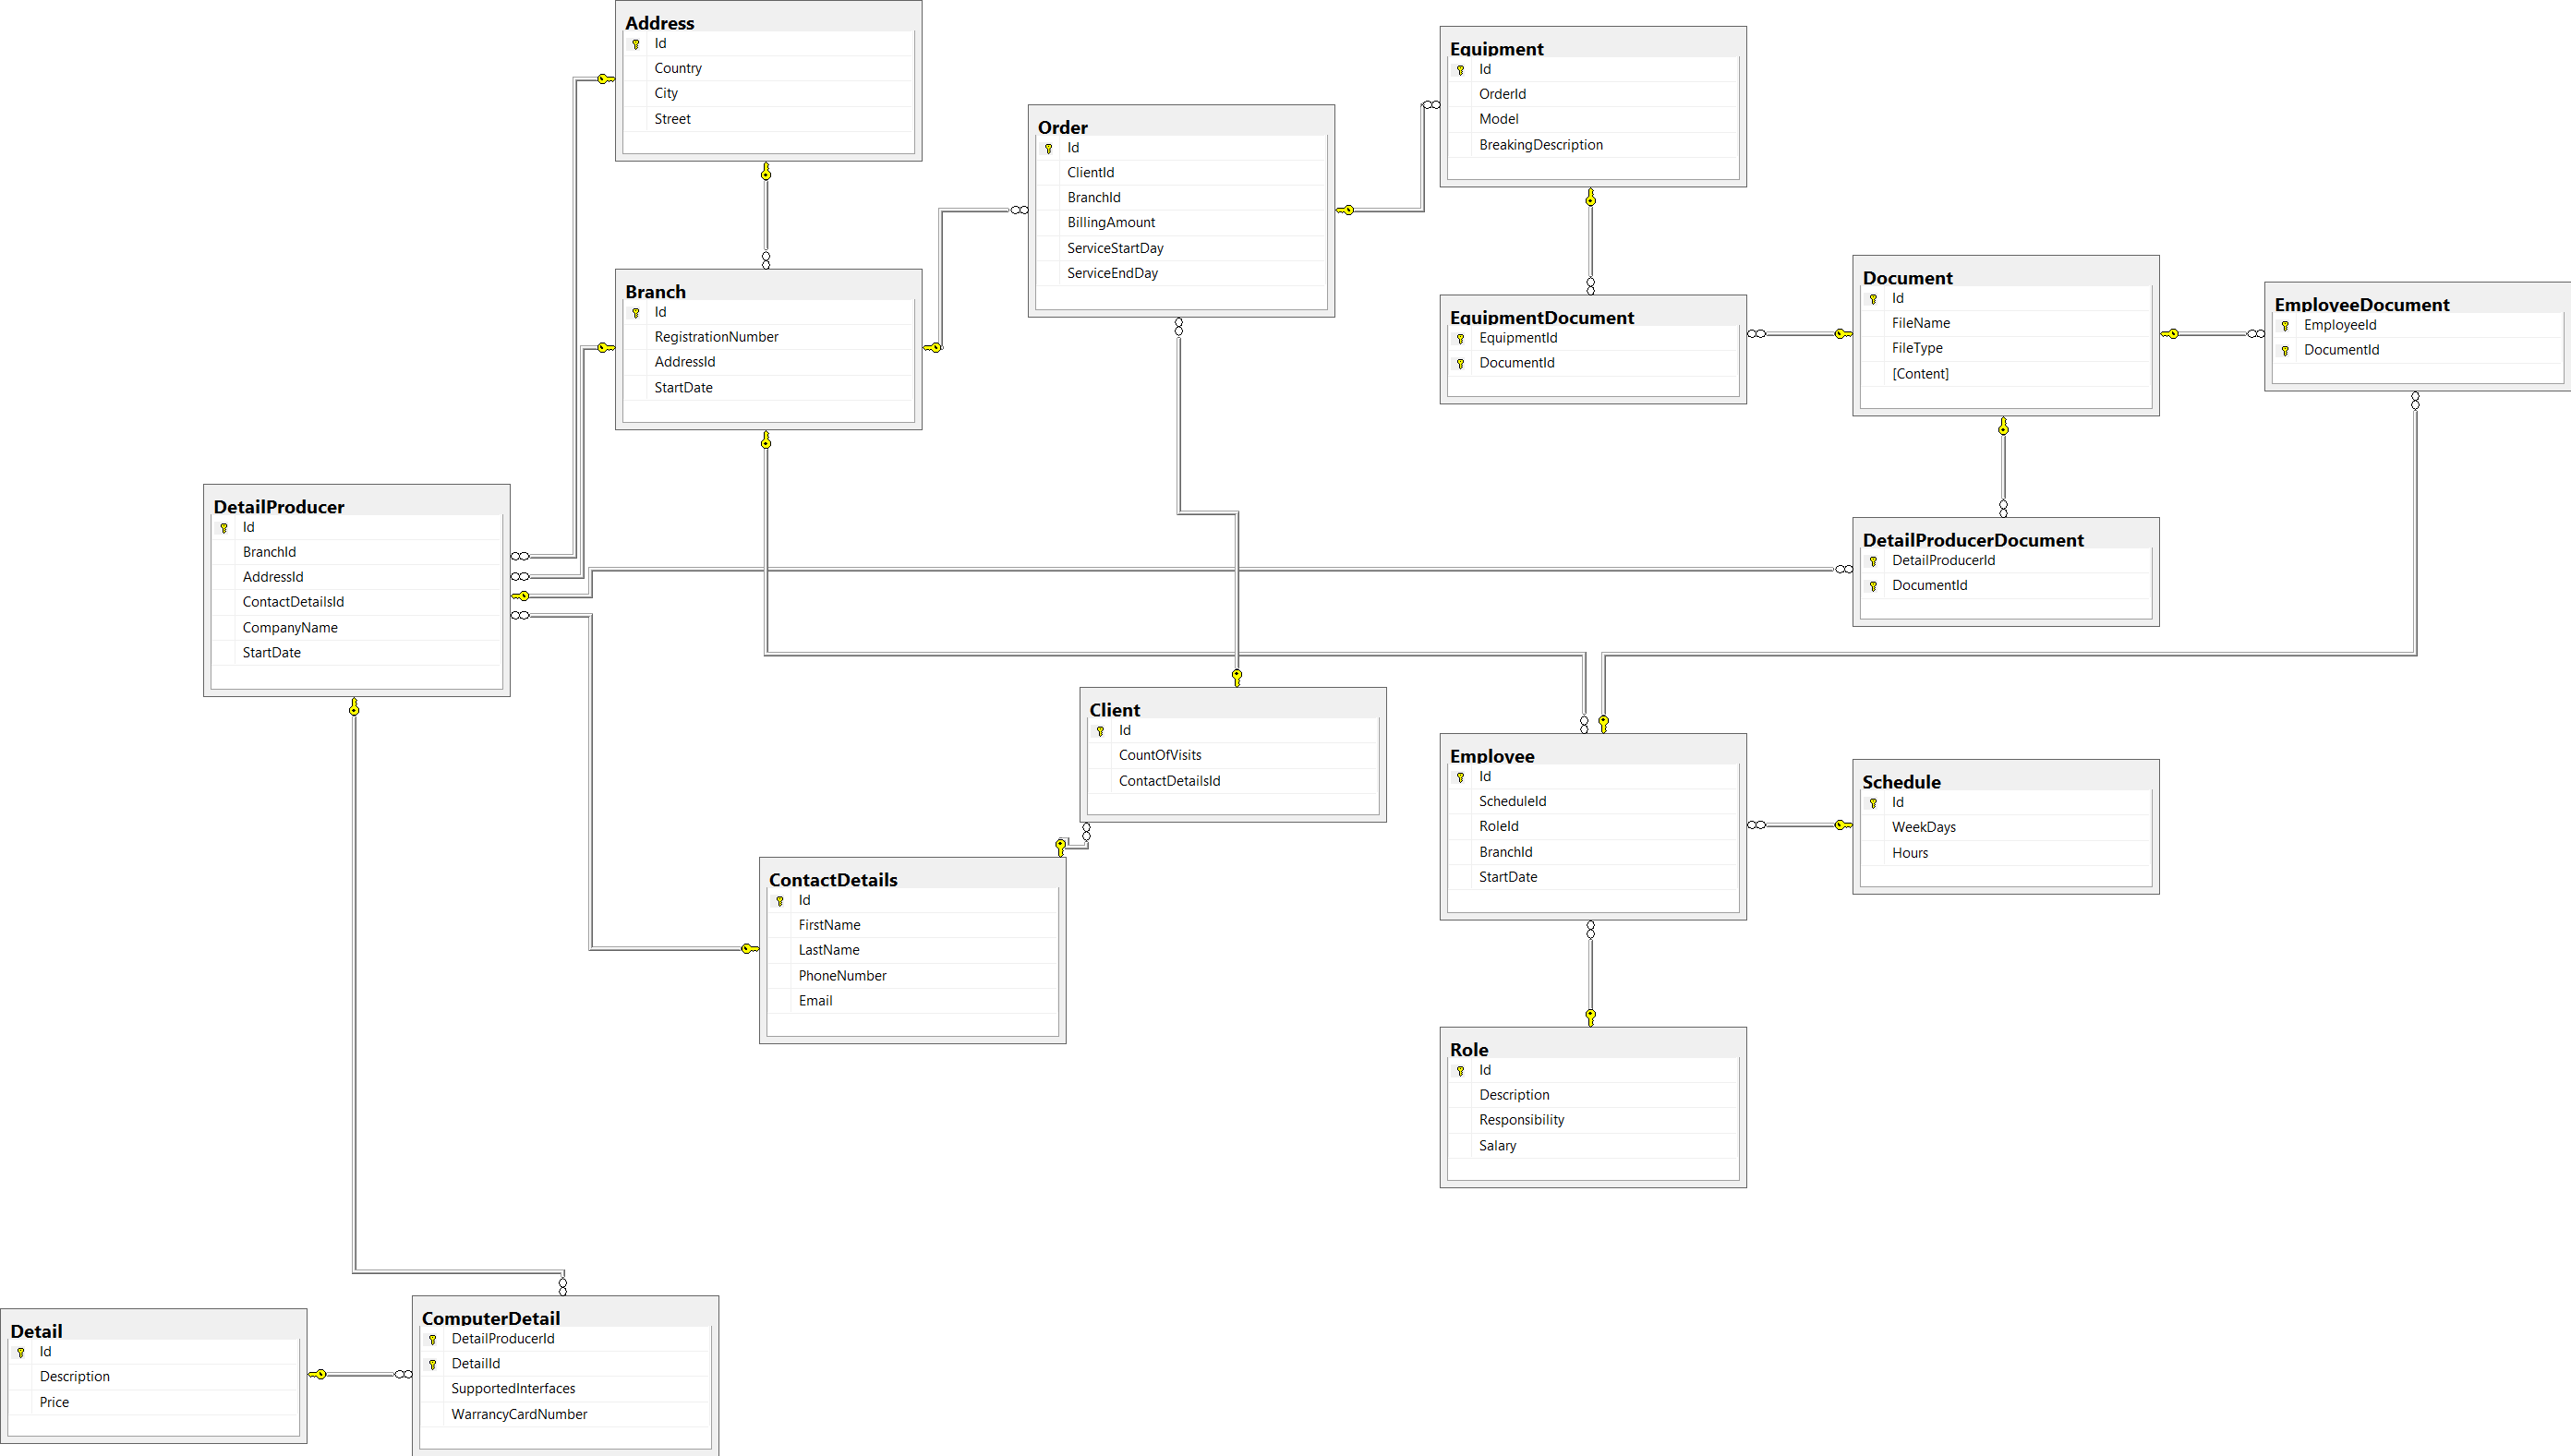 Address
Id
Country
City
Street
Equipment
Id
OrderId
Model
BreakingDescription
Order
Id
ClientId
BranchId
BillingAmount
ServiceStartDay
ServiceEndDay
Branch
Id
RegistrationNumber
AddressId
StartDate
EquipmentDocument
EquipmentId
DocumentId
Document
Id
FileName
FileType
[Content]
EmployeeDocument
EmployeeId
DocumentId
DetailProducer
Id
BranchId
AddressId
ContactDetailsId
CompanyName
StartDate
DetailProducerDocument
DetailProducerId
DocumentId
Client
Id
CountOfVisits
ContactDetailsId
Employee
Id
ScheduleId
RoleId
BranchId
StartDate
Schedule
Id
WeekDays
Hours
ContactDetails
Id
FirstName
LastName
PhoneNumber
Email
Role
Id
Description
Responsibility
Salary
Detail
Id
Description
Price
ComputerDetail
DetailProducerId
DetailId
SupportedInterfaces
WarrancyCardNumber